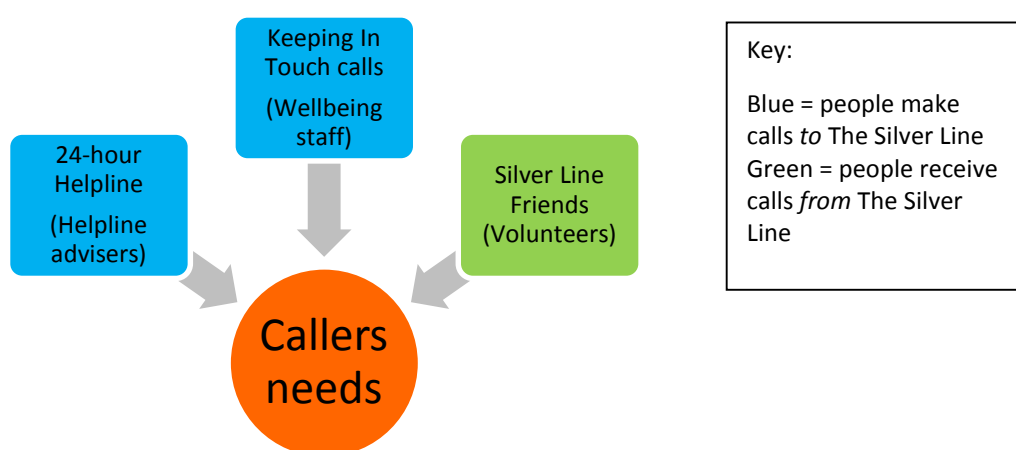 Keeping In
Touch calls
(Wellbeing
staff)
24-hour
Helpline
(Helpline
advisers)
Silver Line
Friends
(Volunteers)
Callers
needs
Key:
Blue = people make
calls to The Silver Line
Green = people receive
calls from The Silver
Line